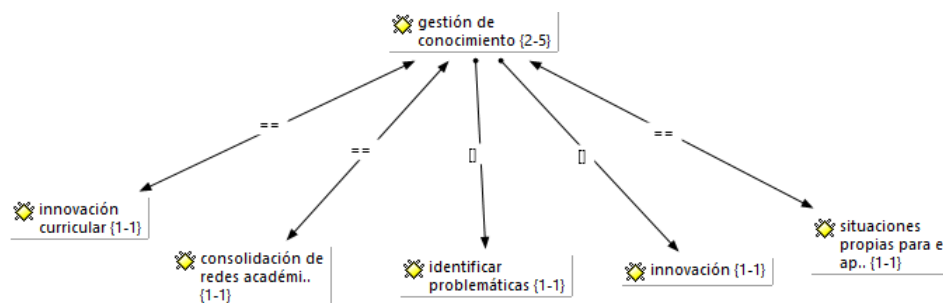 gestión de
conocimiento {2-5}
==
==
[]
[]
==
innovación
curricular {1-1}
consolidación de
redes académi..
{1-1}
identificar
problemáticas {1-1}
innovación {1-1}
situaciones
propias para e
ap.. {1-1}